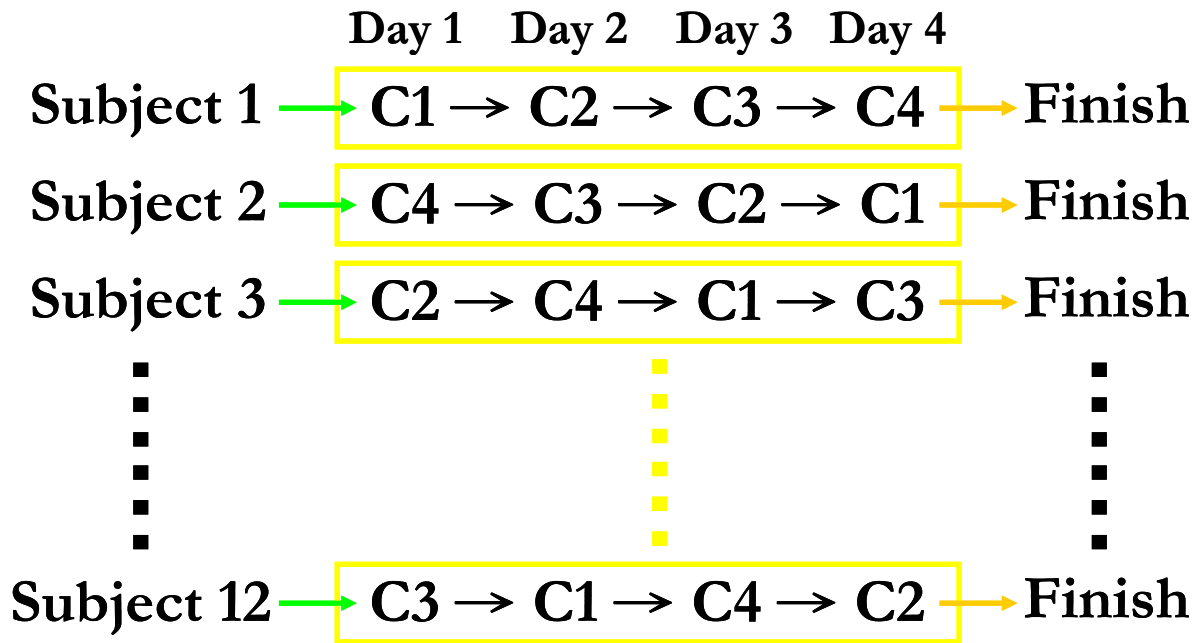 Day 1 Day 2 Day 3 Day 4
Subject 1 C1 C2 C3 C4 Finish
Subject 2 C4 C3 C2 C1 Finish
Subject 3 C2 C4 C1 C3 Finish
Subject 12 C3 C1 C4 C2 Finish